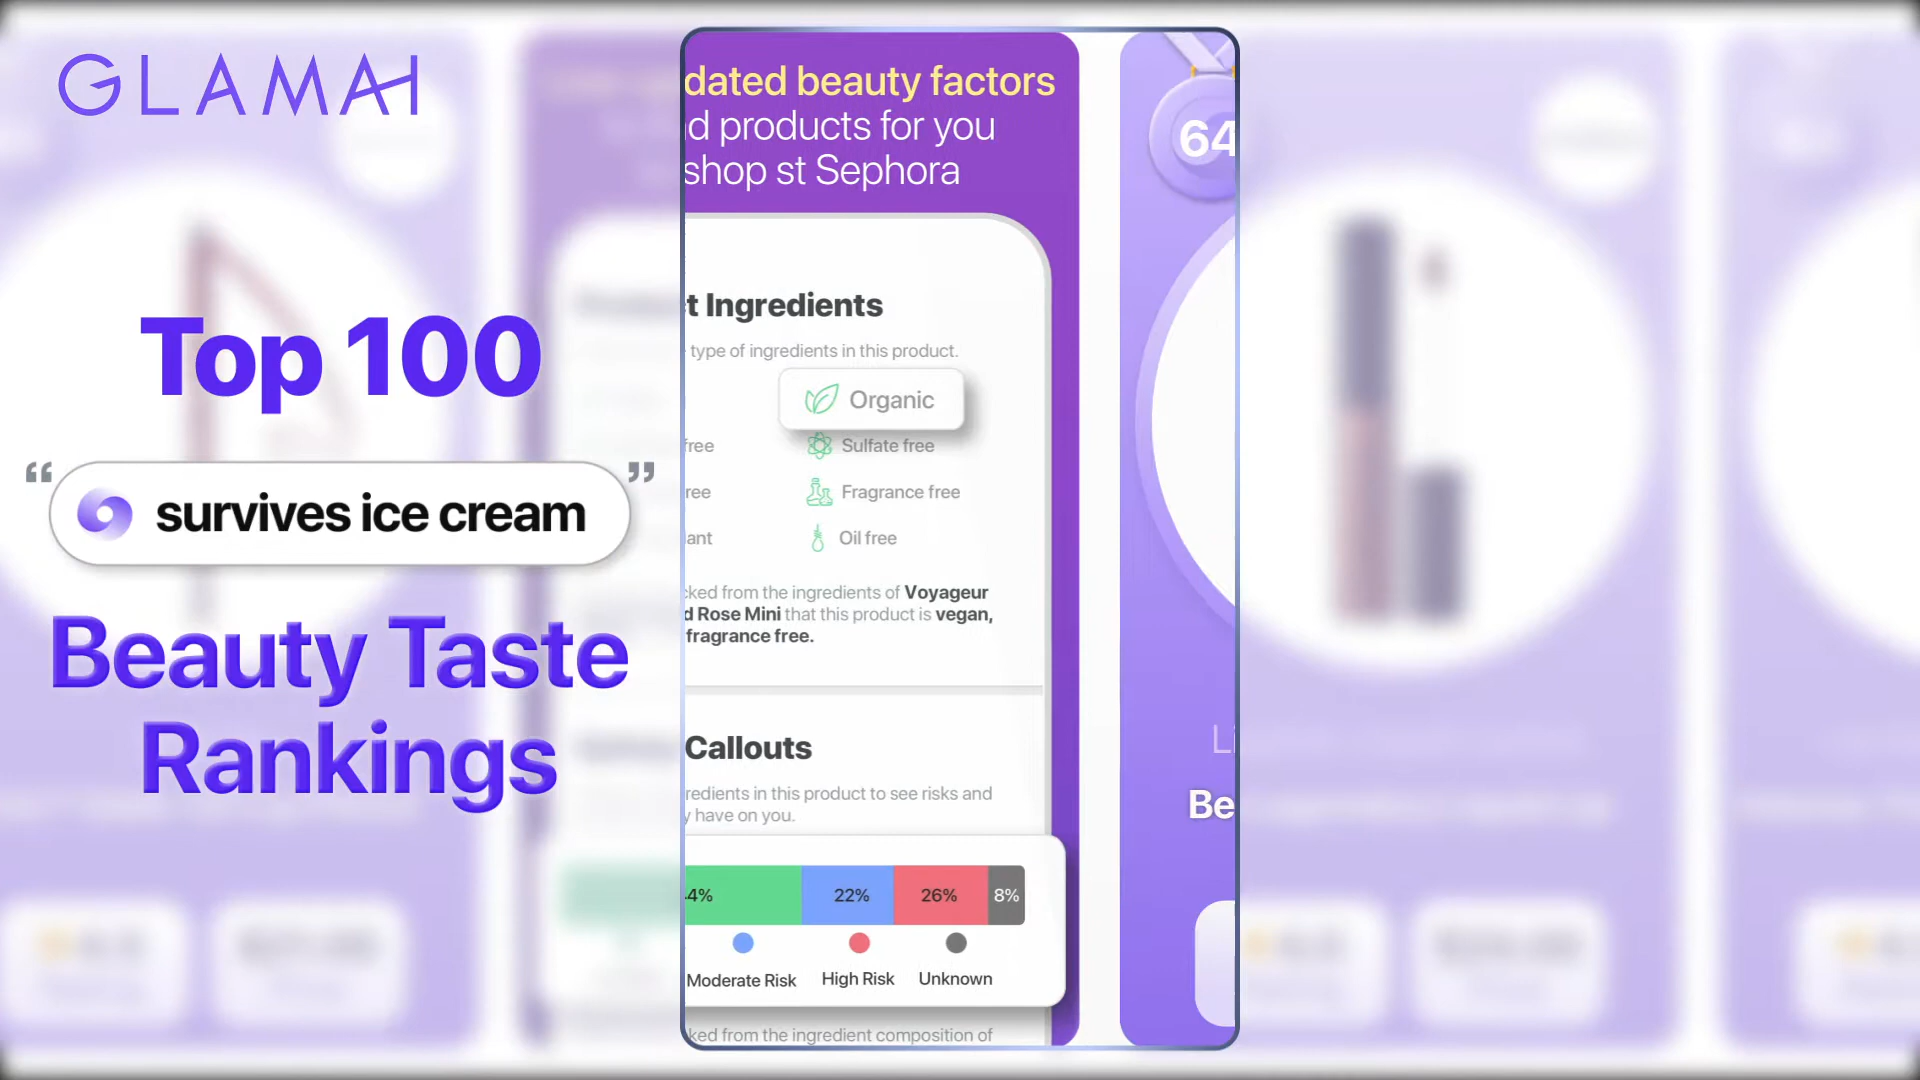 GLAMAI
Top 100
“ survives ice cream ”
Beauty Taste
Rankings
dated beauty factors
d products for you
shop st Sephora
t Ingredients
type of ingredients in this product.
Organic
free
Sulfate free
ree
Fragrance free
ant
Oil free
cked from the ingredients of Voyageur
d Rose Mini that this product is vegan,
fragrance free.
Callouts
redients in this product to see risks and
y have on you.
4%
22%
26%
8%
Moderate Risk
High Risk
Unknown
ked from the ingredient composition of
64
Li
Be